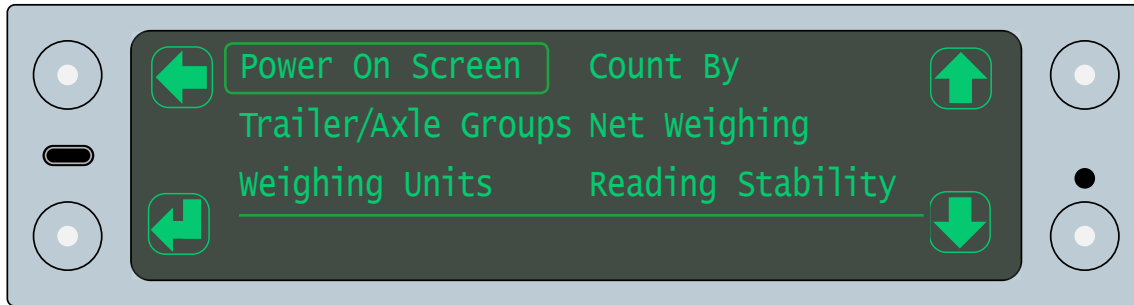 Power On Screen Count By
Trailer/Axle Groups Net Weighing
Weighing Units Reading Stability